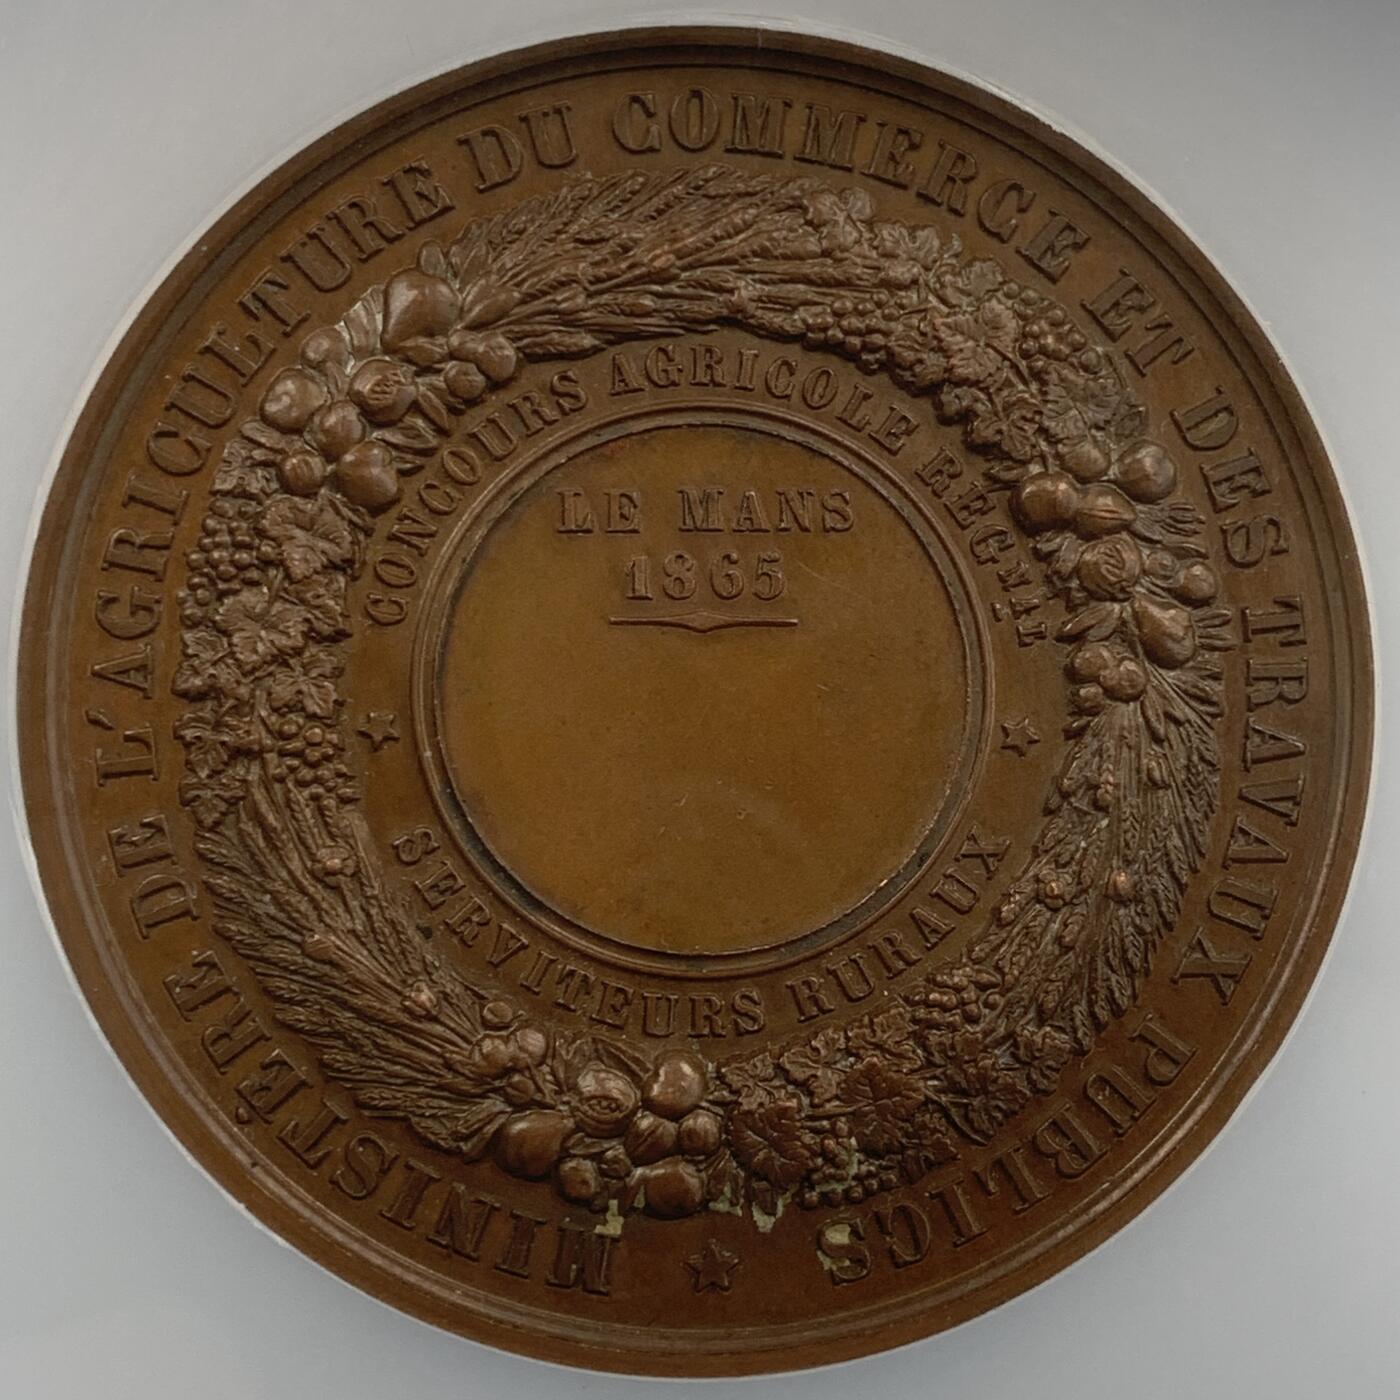 MINISTÈRE DE L'AGRICULTURE DU COMMERCE ET DES TRAVAUX PUBLICS
CONCOURS AGRICOLE RÉGNAL
LE MANS
1865
SERVITEURS RURAUX